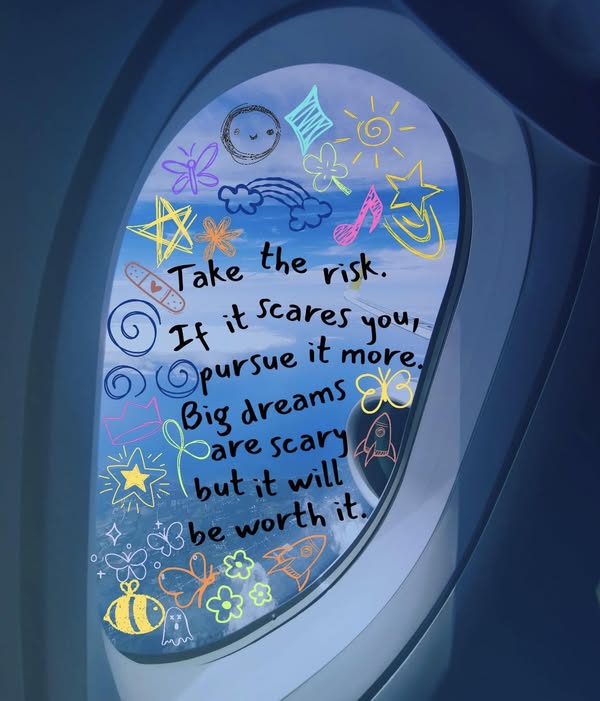 Take the risk.
If it scares you,
pursue it more.
Big dreams
are scary
but it will
be worth it.